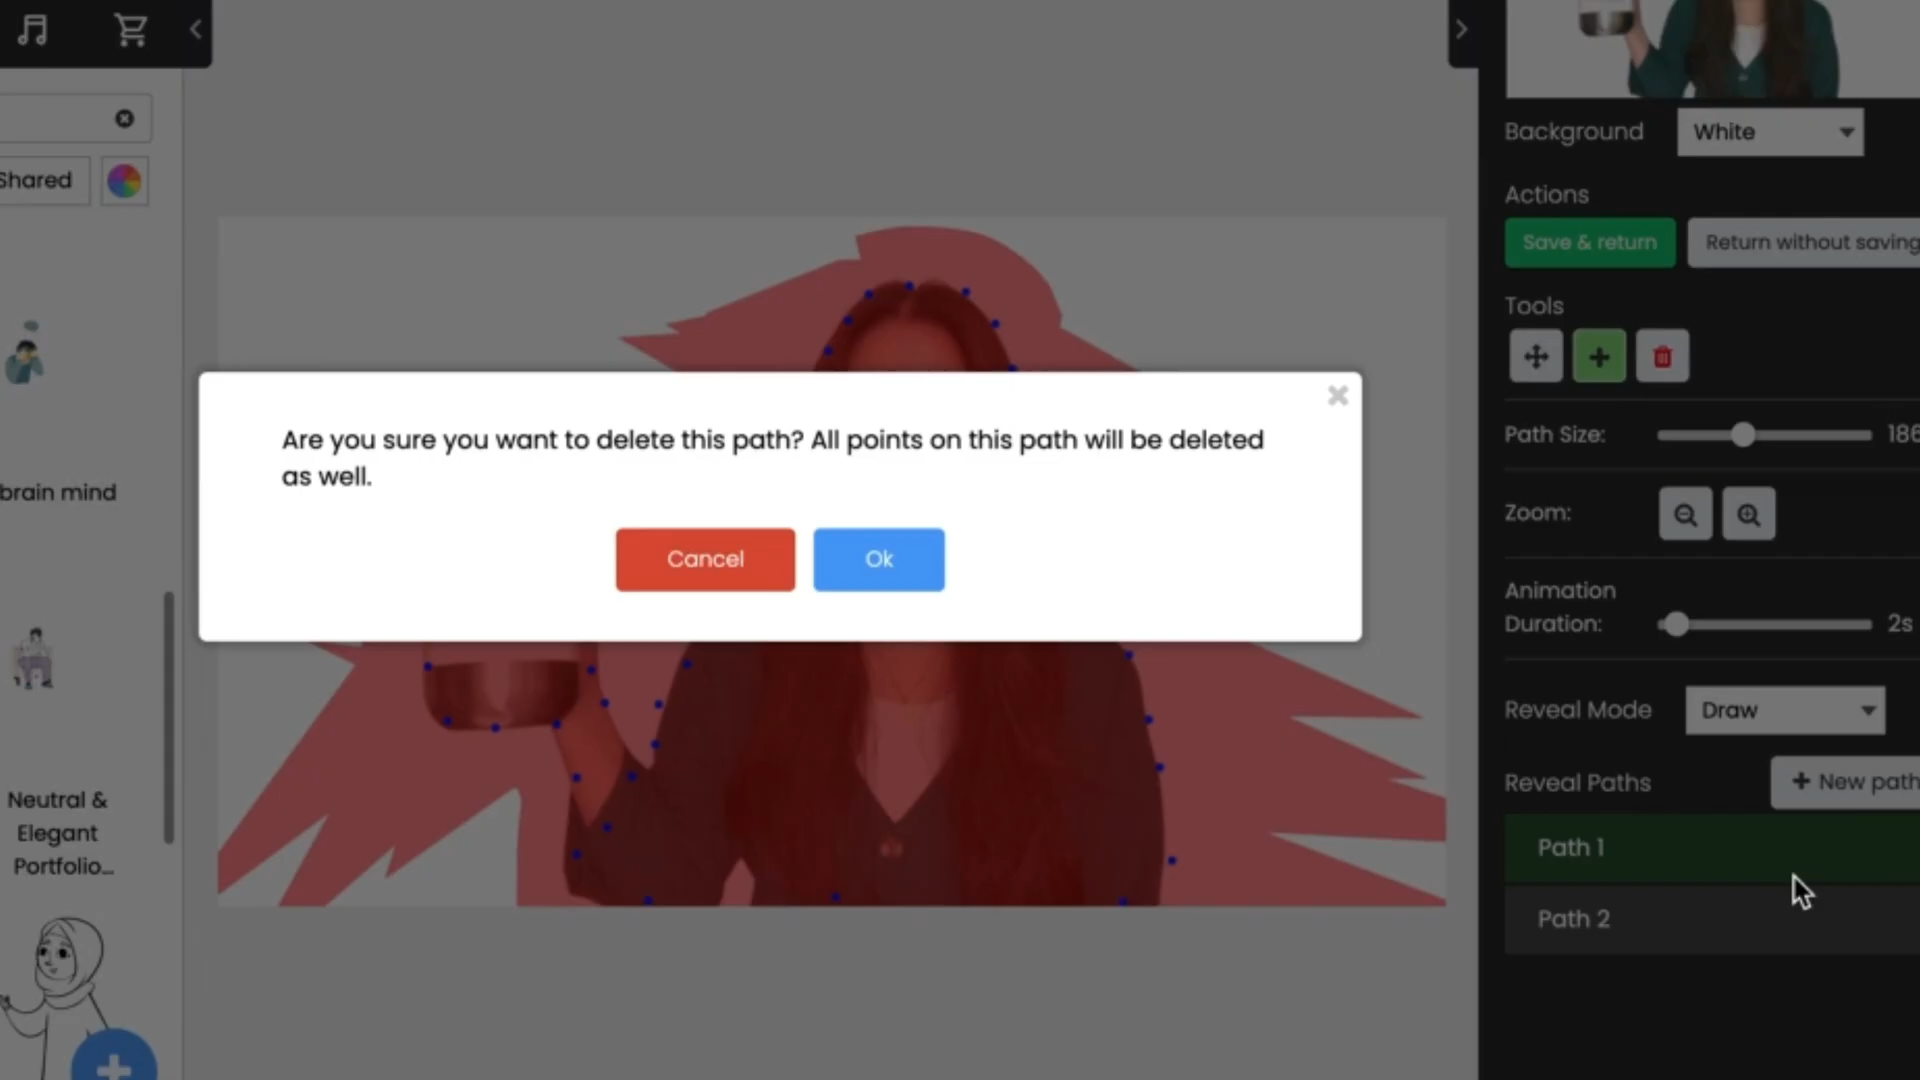 Shared
brain mind
Neutral &
Elegant
Portfolio...
Are you sure you want to delete this path? All points on this path will be deleted
as well.
Cancel
Ok
Background
White
Actions
Save & return
Return without saving
Tools
Path Size:
186
Zoom:
Animation
Duration:
2s
Reveal Mode
Draw
Reveal Paths
+ New path
Path 1
Path 2